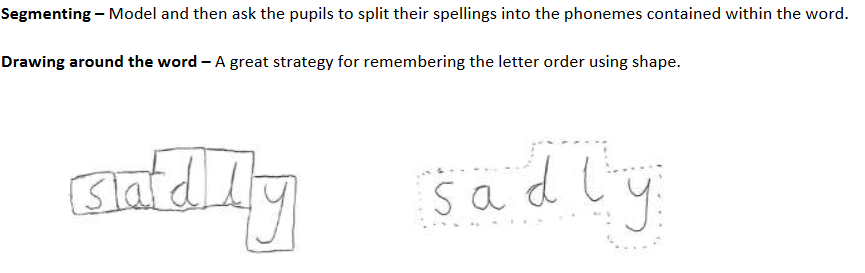 Segmenting – Model and then ask the pupils to split their spellings into the phonemes contained within the word.
Drawing around the word – A great strategy for remembering the letter order using shape.
sadly sadly